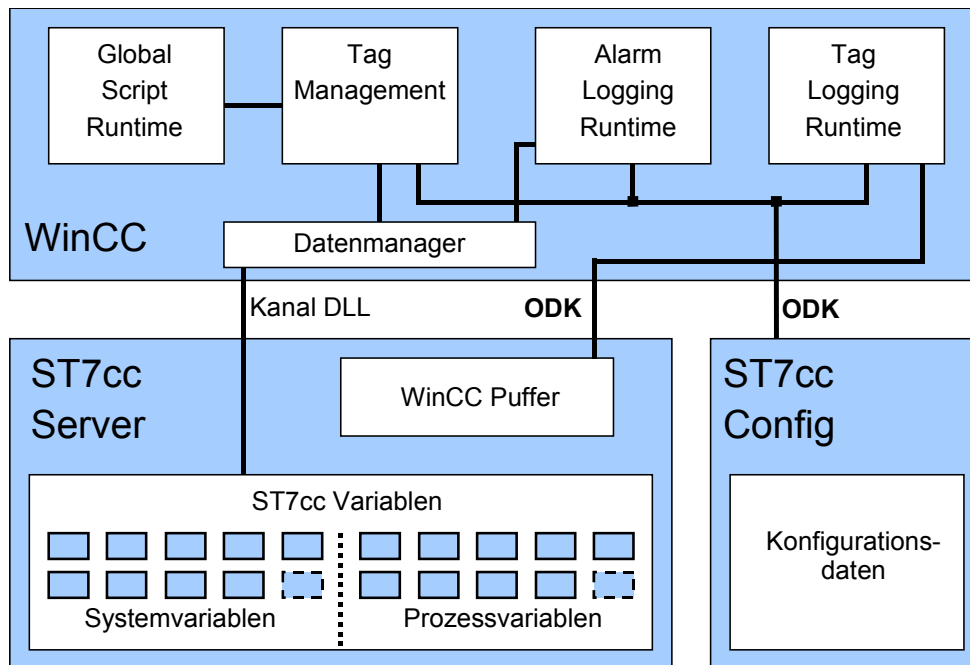 Global
Script
Runtime
Tag
Management
Alarm
Logging
Runtime
Tag
Logging
Runtime
WinCC
Datenmanager
Kanal DLL
ODK
ODK
ST7cc
Server
WinCC Puffer
ST7cc
Config
ST7cc Variablen
Systemvariablen
Prozessvariablen
Konfigurations-
daten